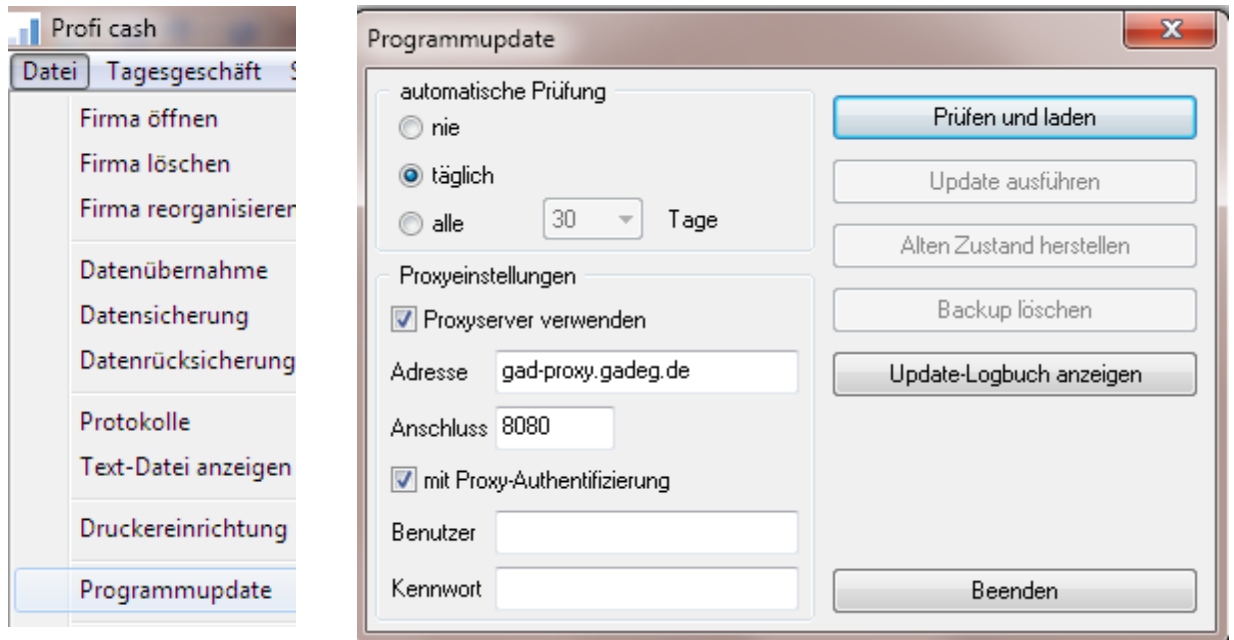 Profi cash
Datei Tagesgeschäft S
Firma öffnen
Firma löschen
Firma reorganisieren
Datenübernahme
Datensicherung
Datenrücksicherung
Protokolle
Text-Datei anzeigen
Druckereinrichtung
Programmupdate
Programmupdate
automatische Prüfung
nie
täglich
alle 30 Tage
Proxyeinstellungen
Proxyserver verwenden
Adresse gad-proxy.gadeg.de
Anschluss 8080
mit Proxy-Authentifizierung
Benutzer
Kennwort
Prüfen und laden
Update ausführen
Alten Zustand herstellen
Backup löschen
Update-Logbuch anzeigen
Beenden